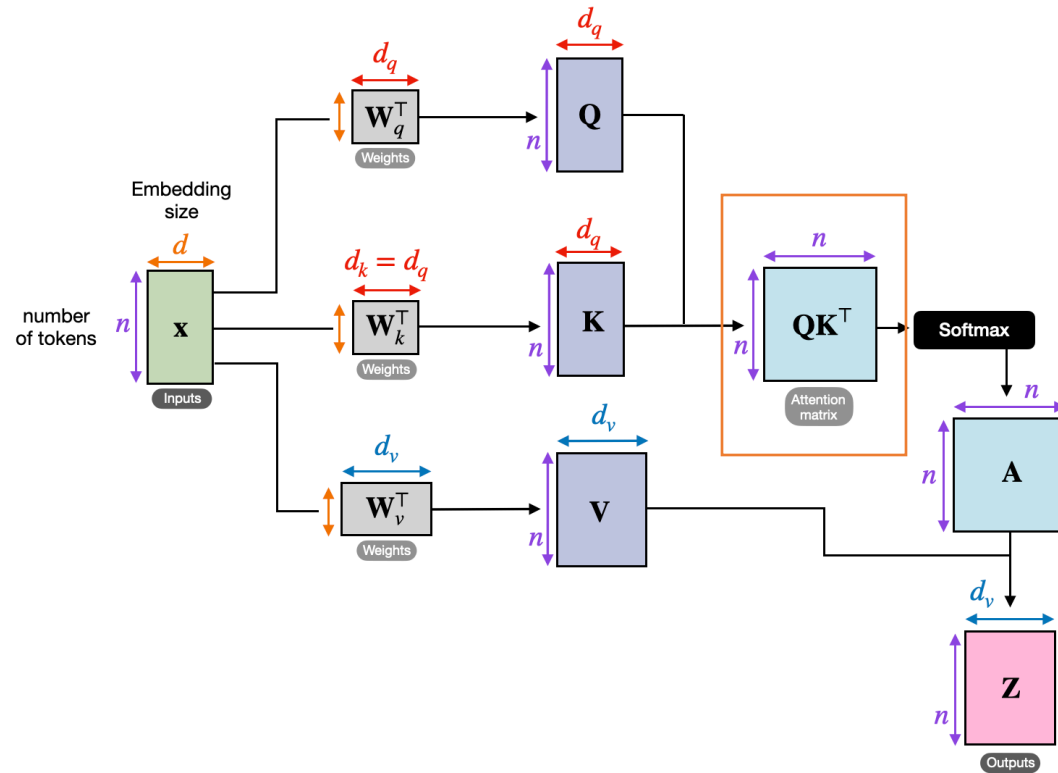 d_q
d_q
W_q^⊤
Weights
n
Q
Embedding
size
d
number
of tokens
n
x
Inputs
d_k = d_q
W_k^⊤
Weights
d_q
n
K
n
n
QK^⊤
Attention
matrix
Softmax
n
n
A
d_v
W_v^⊤
Weights
d_v
n
V
d_v
n
Z
Outputs